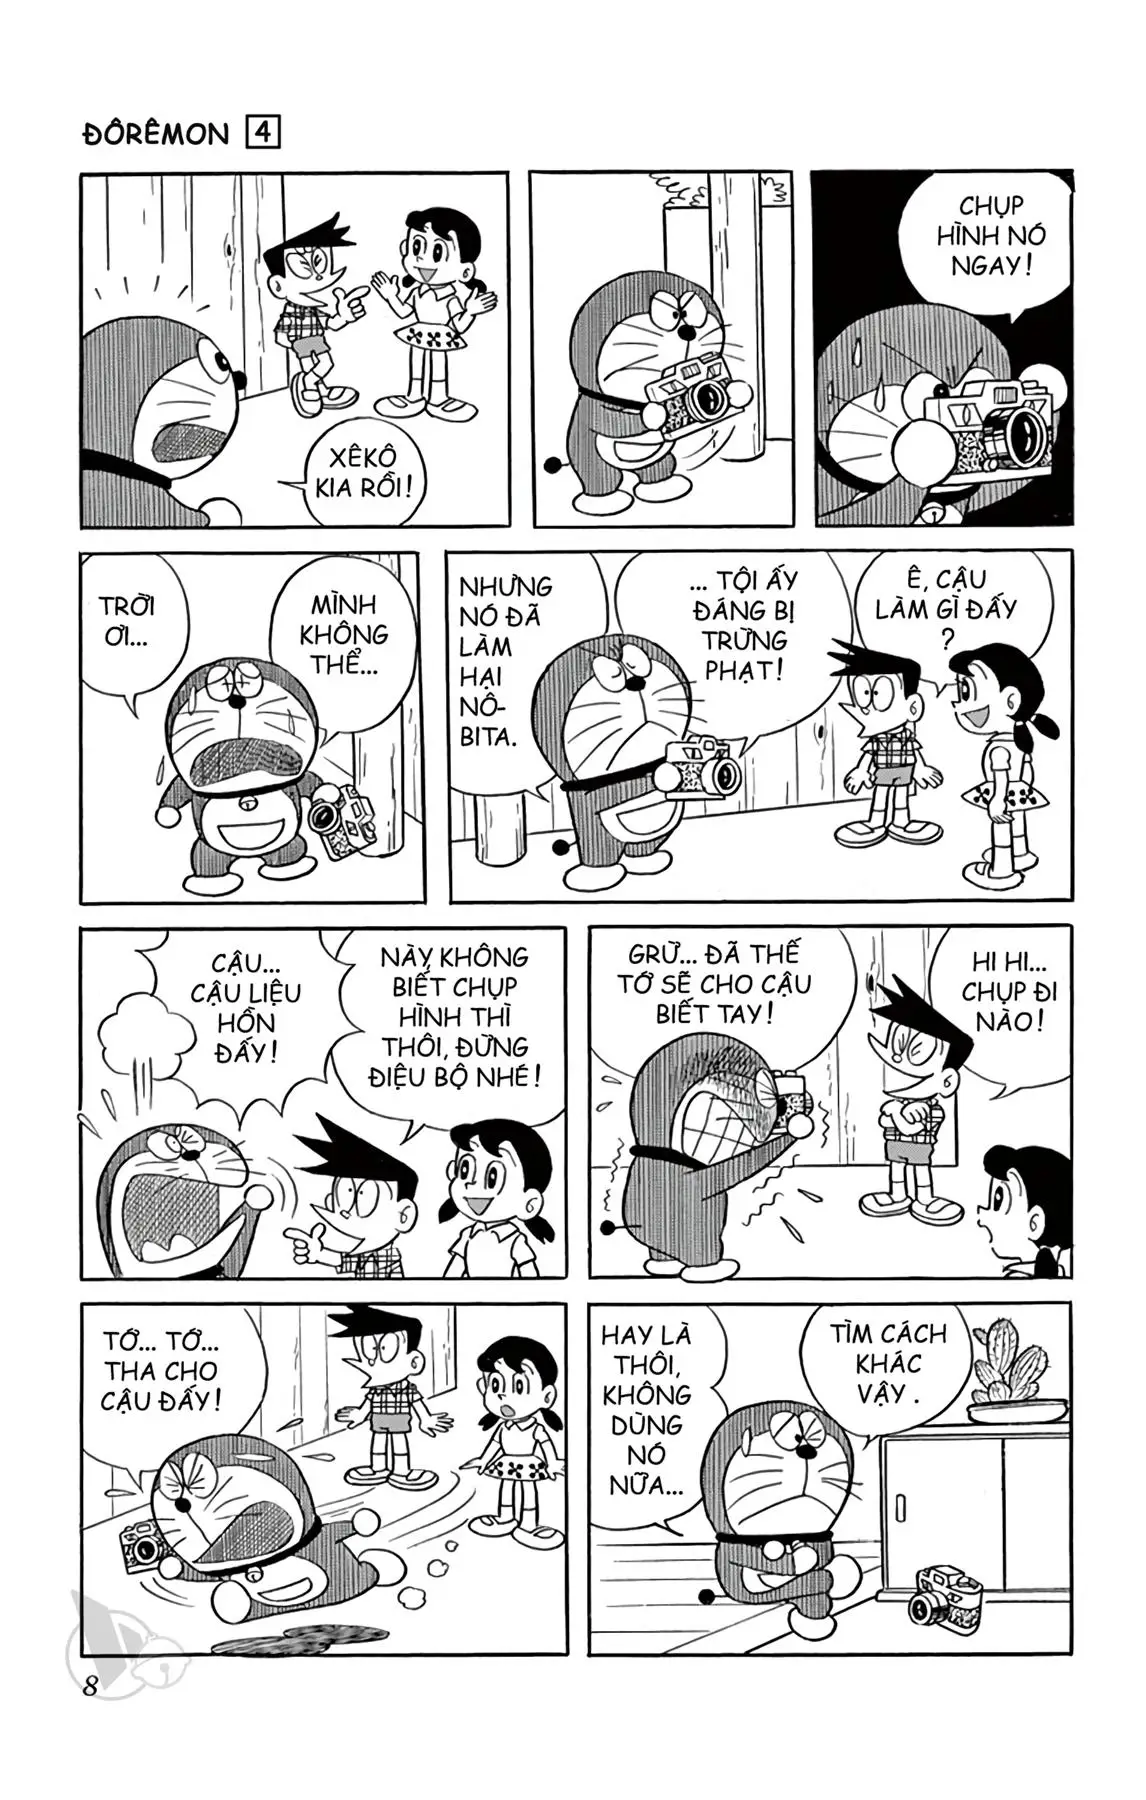 ĐÔRÊMON 4
XÊKÔ
KIA RỒI!
CHỤP
HÌNH NÓ
NGAY!
TRỜI
ƠI...
MÌNH
KHÔNG
THỂ...
NHƯNG
NÓ ĐÃ
LÀM
HẠI
NÔ-
BITA.
... TỘI ẤY
ĐÁNG BỊ
TRỪNG
PHẠT!
Ê, CẬU
LÀM GÌ ĐẤY
?
CẬU...
CẬU LIỆU
HỒN
ĐẤY!
NÀY, KHÔNG
BIẾT CHỤP
HÌNH THÌ
THÔI, ĐỪNG
ĐIỆU BỘ NHÉ!
GRỪ... ĐÃ THẾ
TỚ SẼ CHO CẬU
BIẾT TAY!
HI HI...
CHỤP ĐI
NÀO!
TỚ... TỚ...
THA CHO
CẬU ĐẤY!
HAY LÀ
THÔI,
KHÔNG
DÙNG
NÓ
NỮA...
TÌM CÁCH
KHÁC
VẬY .
8